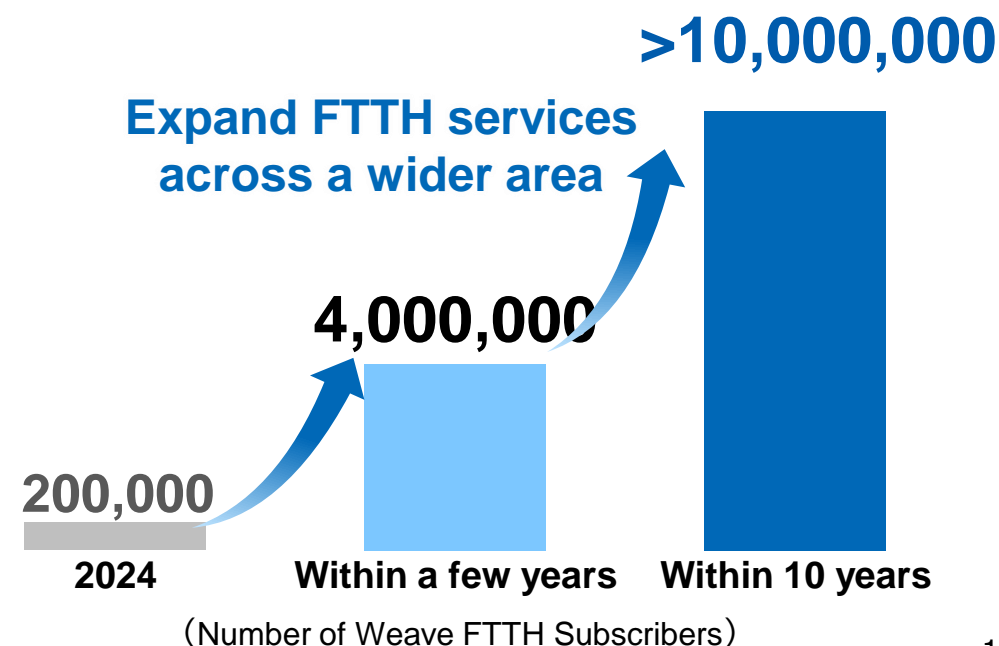 >10,000,000
Expand FTTH services
across a wider area
4,000,000
200,000
2024
Within a few years
Within 10 years
（Number of Weave FTTH Subscribers）